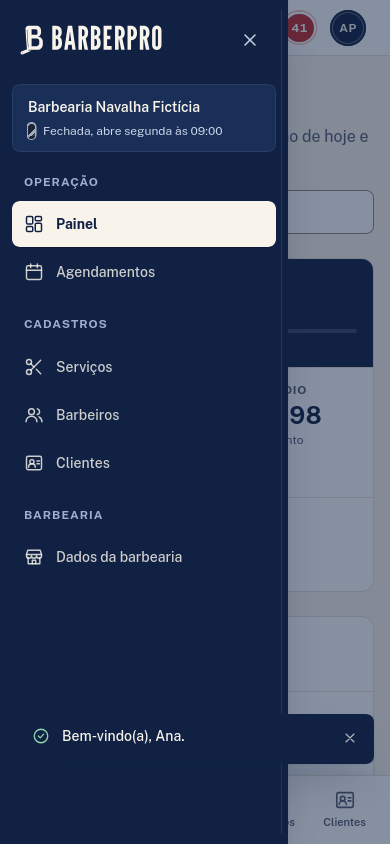 BARBERPRO
41
AP
Barbearia Navalha Fictícia
Fechada, abre segunda às 09:00
o de hoje e
OPERAÇÃO
Painel
Agendamentos
CADASTROS
Serviços
DIO
98
Barbeiros
nto
Clientes
BARBEARIA
Dados da barbearia
Bem-vindo(a), Ana.
os
Clientes